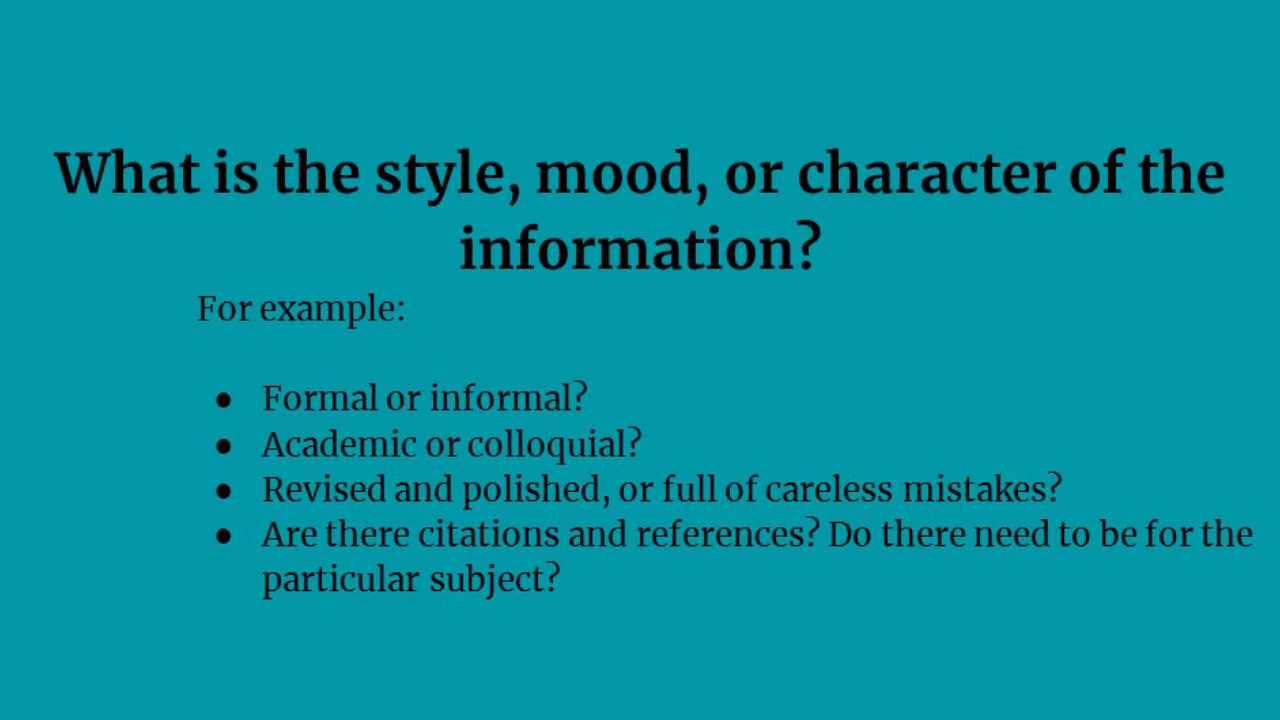 What is the style, mood, or character of the
information?
For example:
● Formal or informal?
● Academic or colloquial?
● Revised and polished, or full of careless mistakes?
● Are there citations and references? Do there need to be for the
particular subject?